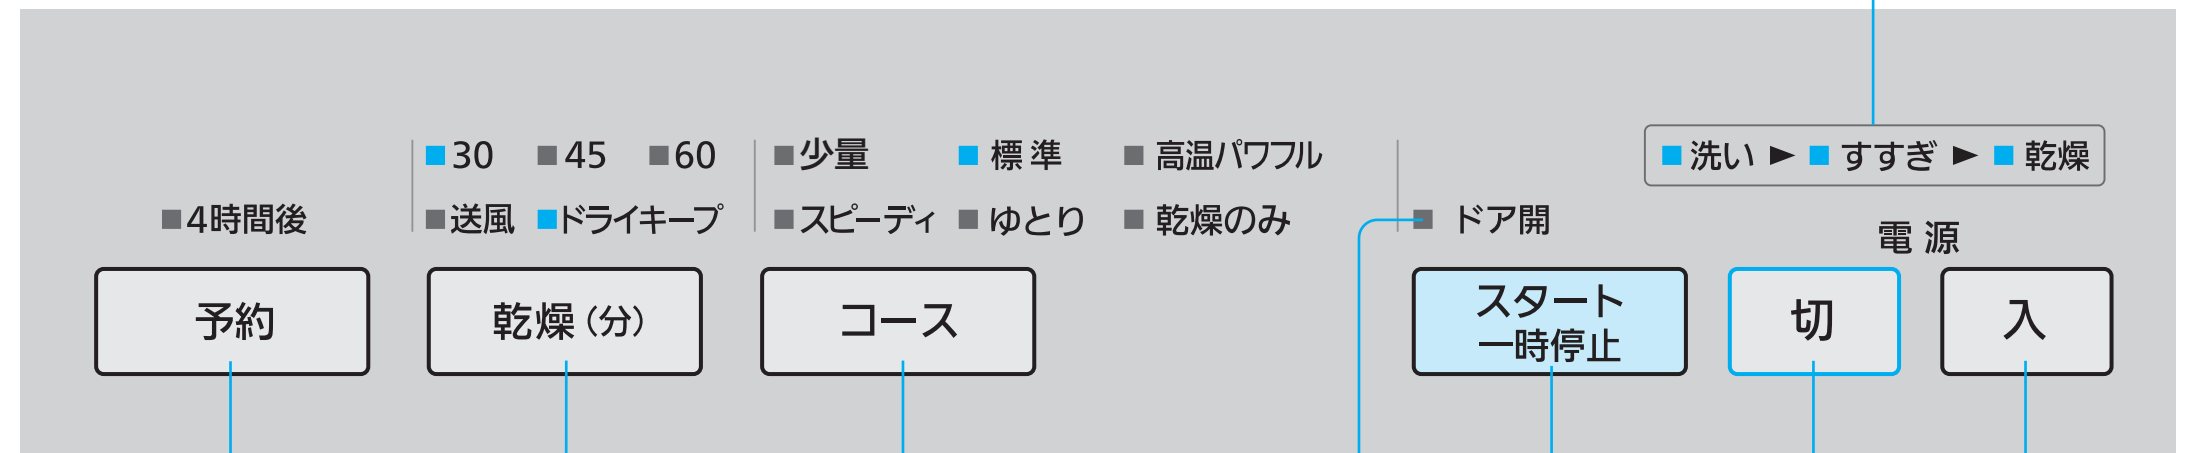 30 45 60 少量 標準 高温パワフル 洗い ▶ すすぎ ▶ 乾燥
4時間後 送風 ドライキープ スピーディ ゆとり 乾燥のみ ドア開
電源
予約 乾燥（分） コース スタート 切 入
一時停止